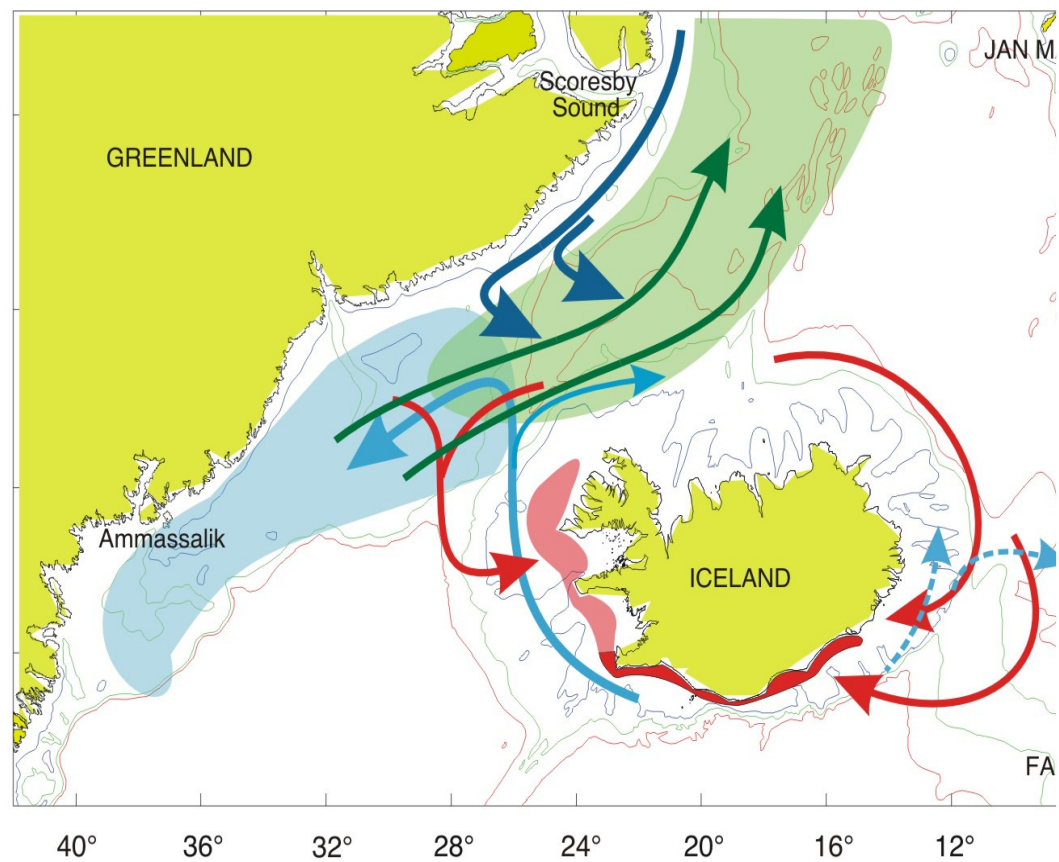 JAN M
Scoresby
Sound
GREENLAND
Ammassalik
ICELAND
FA
40° 36° 32° 28° 24° 20° 16° 12°